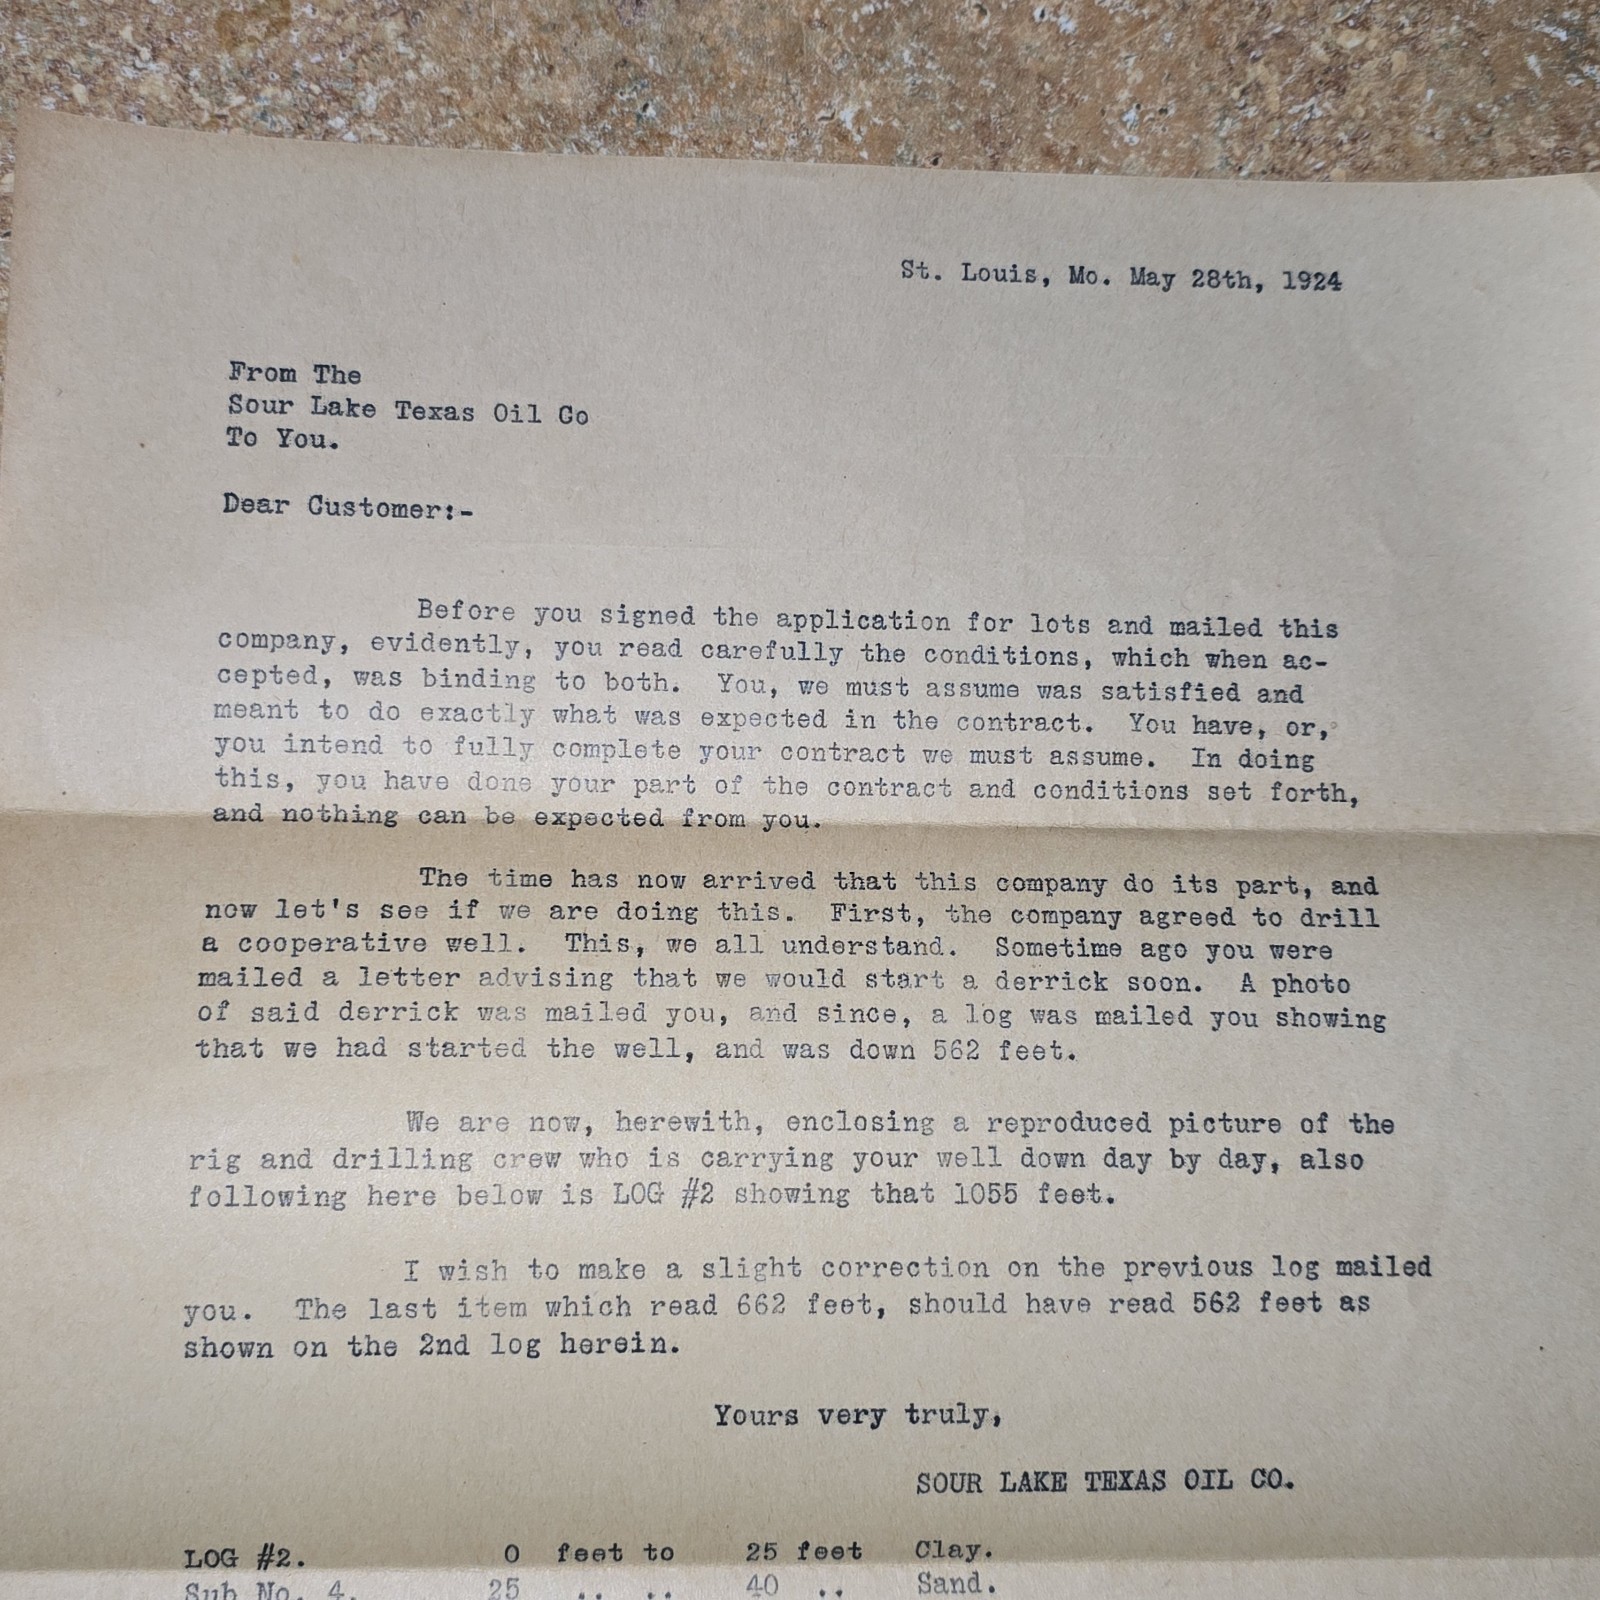 St. Louis, Mo. May 28th, 1924
From The
Sour Lake Texas Oil Co
To You.
Dear Customer:-
Before you signed the application for lots and mailed this
company, evidently, you read carefully the conditions, which when ac-
cepted, was binding to both. You, we must assume was satisfied and
meant to do exactly what was expected in the contract. You have, or,
you intend to fully complete your contract we must assume. In doing
this, you have done your part of the contract and conditions set forth,
and nothing can be expected from you.
The time has now arrived that this company do its part, and
now let's see if we are doing this. First, the company agreed to drill
a cooperative well. This, we all understand. Sometime ago you were
mailed a letter advising that we would start a derrick soon. A photo
of said derrick was mailed you, and since, a log was mailed you showing
that we had started the well, and was down 562 feet.
We are now, herewith, enclosing a reproduced picture of the
rig and drilling crew who is carrying your well down day by day, also
following here below is LOG #2 showing that 1055 feet.
I wish to make a slight correction on the previous log mailed
you. The last item which read 662 feet, should have read 562 feet as
shown on the 2nd log herein.
Yours very truly,
SOUR LAKE TEXAS OIL CO.
LOG #2. 0 feet to 25 feet Clay.
Sub No. 4. 25 .. .. 40 .. Sand.